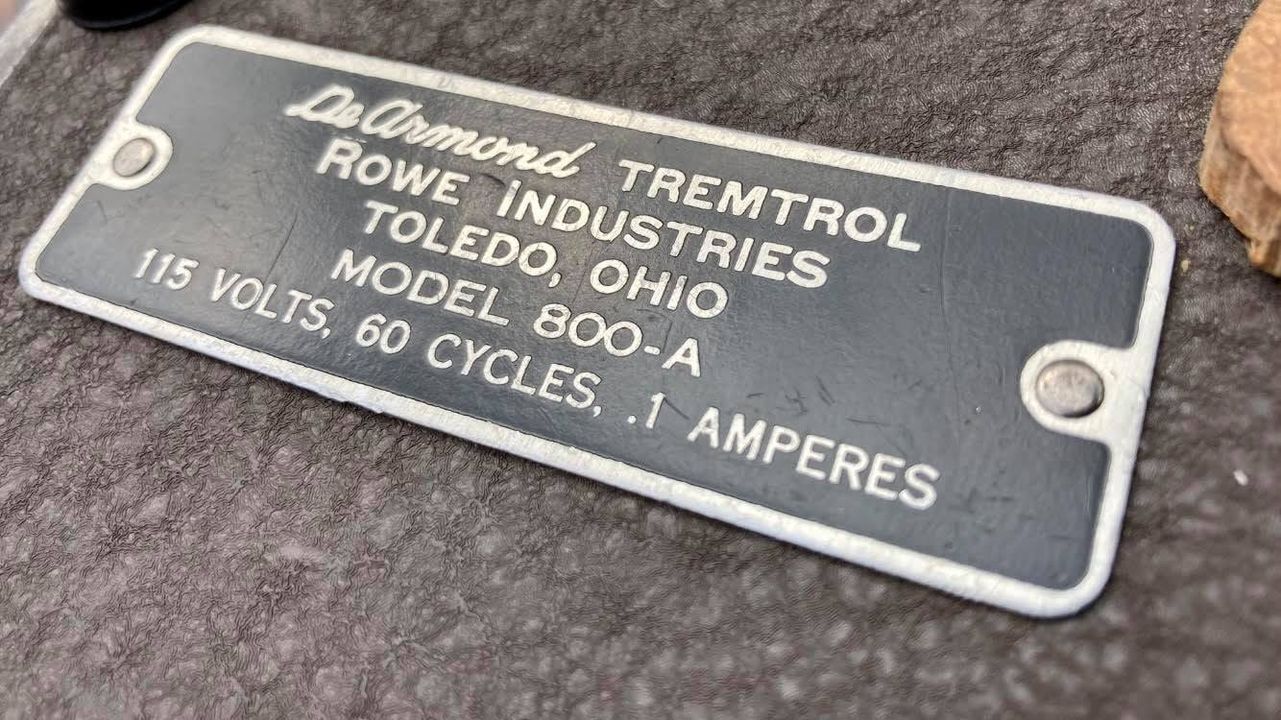 DeArmond TREMTROL
ROWE INDUSTRIES
TOLEDO, OHIO
MODEL 800-A
115 VOLTS, 60 CYCLES, .1 AMPERES